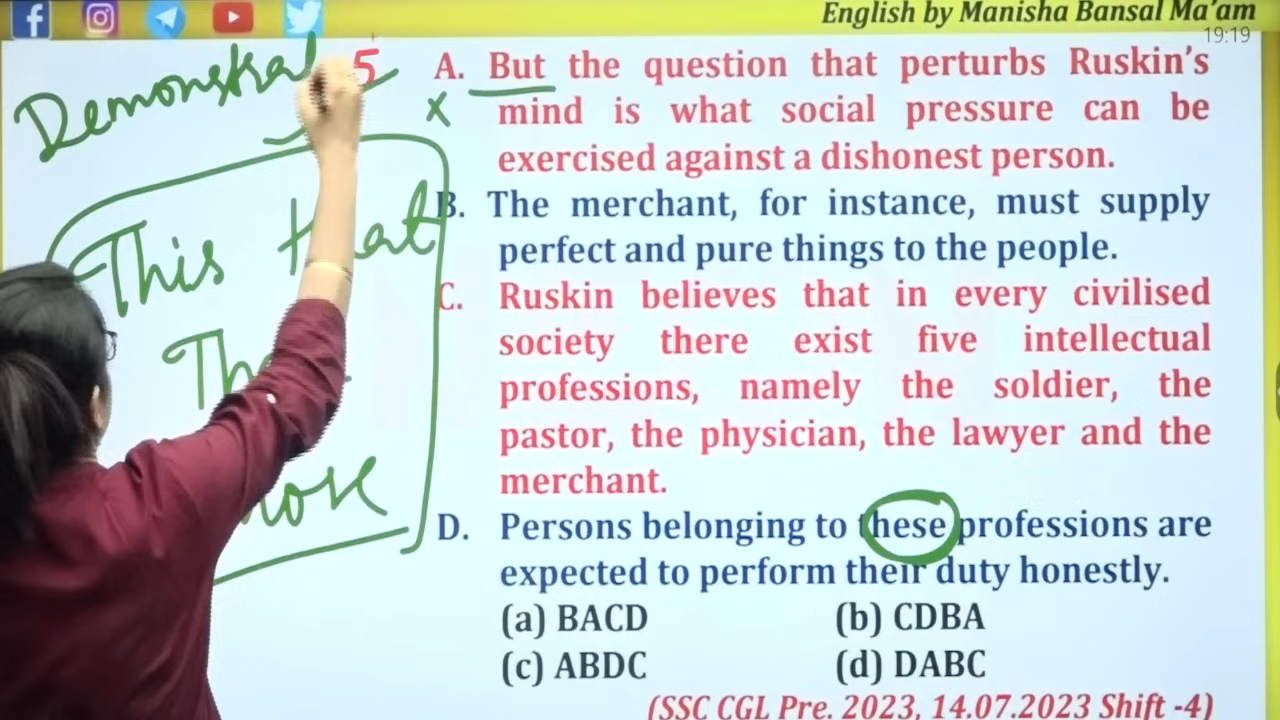 English by Manisha Bansal Ma'am
19:19
Demonstra
5
This that
A. But the question that perturbs Ruskin's
x mind is what social pressure can be
exercised against a dishonest person.
B. The merchant, for instance, must supply
perfect and pure things to the people.
C. Ruskin believes that in every civilised
society there exist five intellectual
professions, namely the soldier, the
pastor, the physician, the lawyer and the
merchant.
D. Persons belonging to these professions are
expected to perform their duty honestly.
(a) BACD (b) CDBA
(c) ABDC (d) DABC
(SSC CGL Pre. 2023, 14.07.2023 Shift -4)